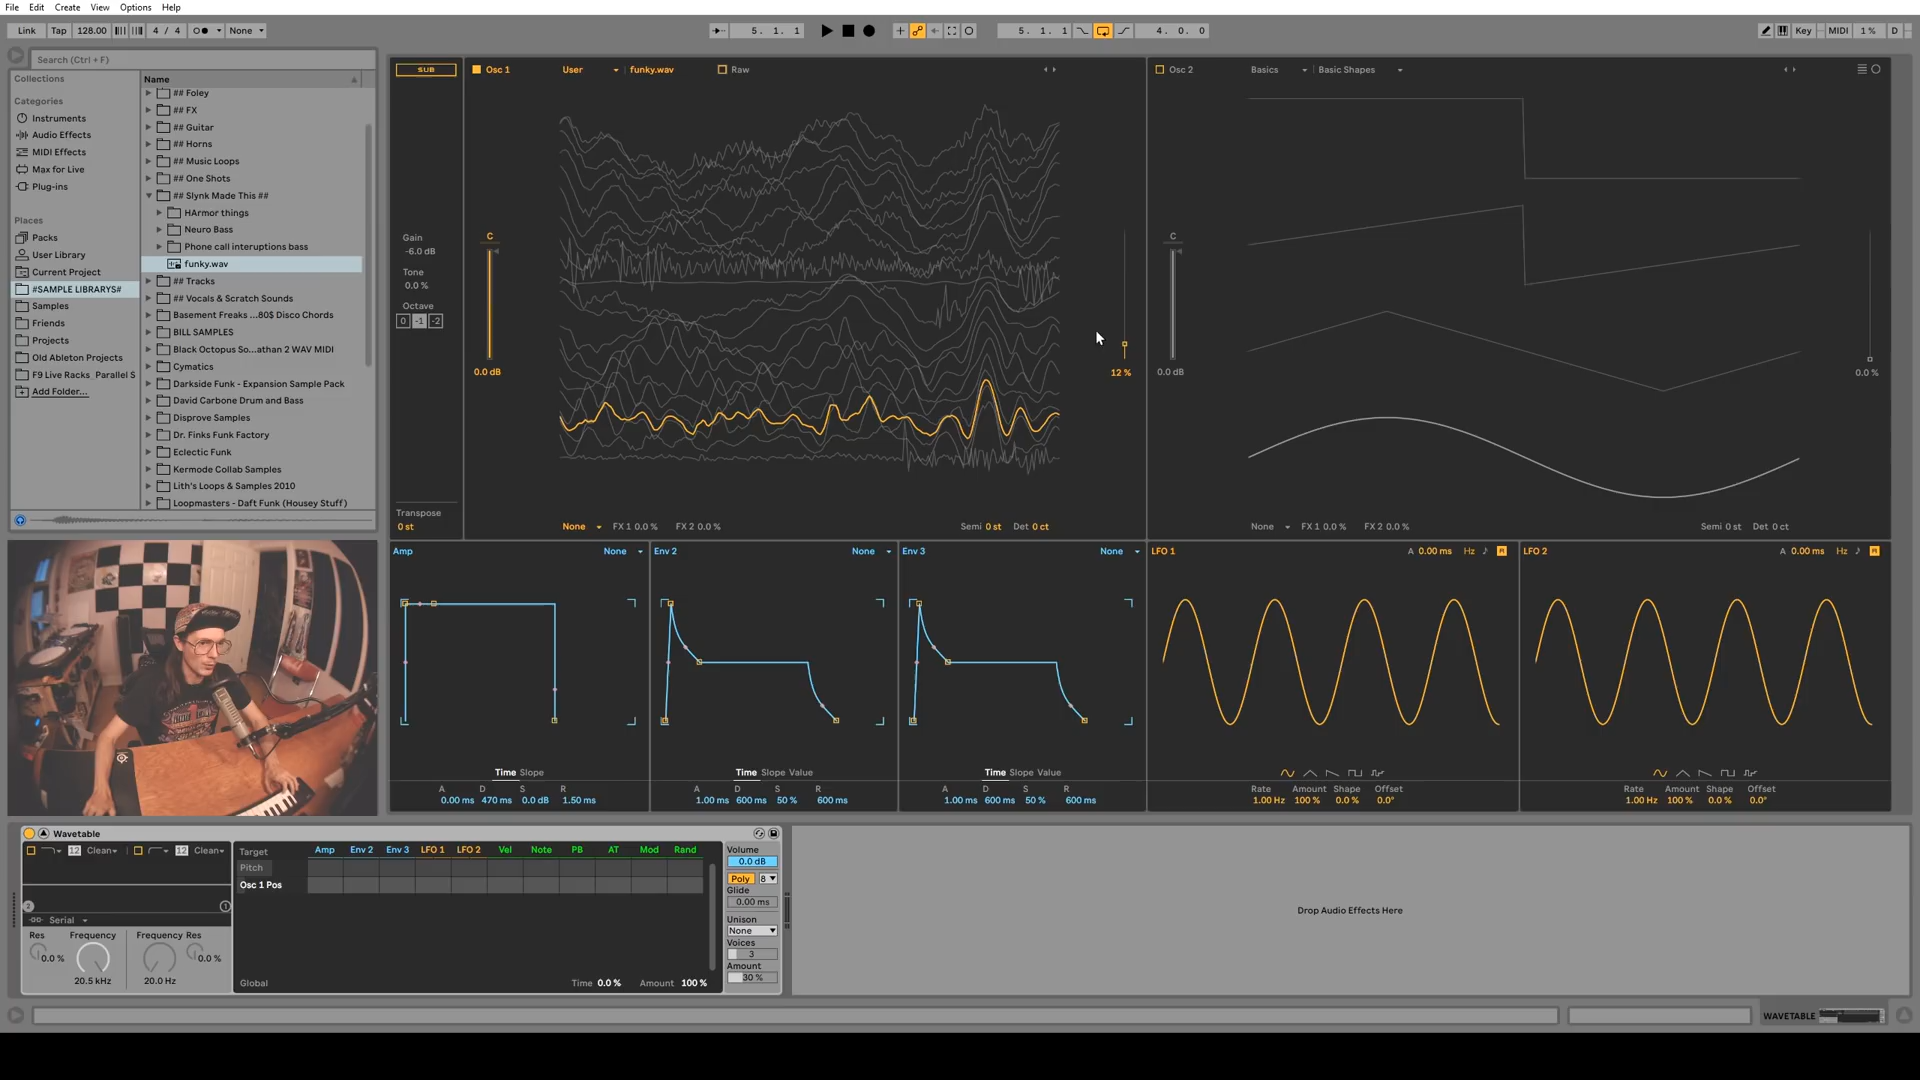 File Edit Create View Options Help
Link Tap 128.00 4 / 4 None 5. 1. 1 5. 1. 1 4. 0. 0 Key MIDI 1 % D
Search (Ctrl + F)
Collections
Categories
Instruments
Audio Effects
MIDI Effects
Max for Live
Plug-ins
Places
Packs
User Library
Current Project
#SAMPLE LIBRARYS#
Samples
Friends
Projects
Old Ableton Projects
F9 Live Racks_Parallel S
Add Folder...
Name
## Foley
## FX
## Guitar
## Horns
## Music Loops
## One Shots
## Slynk Made This ##
HArmor things
Neuro Bass
Phone call interuptions bass
funky.wav
## Tracks
## Vocals & Scratch Sounds
Basement Freaks ...80$ Disco Chords
BILL SAMPLES
Black Octopus So...athan 2 WAV MIDI
Cymatics
Darkside Funk - Expansion Sample Pack
David Carbone Drum and Bass
Disprove Samples
Dr. Finks Funk Factory
Eclectic Funk
Kermode Collab Samples
Lith's Loops & Samples 2010
Loopmasters - Daft Funk (Housey Stuff)
SUB
Gain
-6.0 dB
Tone
0.0 %
Octave
0 -1 -2
Transpose
0 st
Osc 1 User funky.wav Raw
C
0.0 dB
12 %
None FX 1 0.0 % FX 2 0.0 % Semi 0 st Det 0 ct
Osc 2 Basics Basic Shapes
C
0.0 dB
0.0 %
None FX 1 0.0 % FX 2 0.0 % Semi 0 st Det 0 ct
Amp None
Time Slope
A D S R
0.00 ms 470 ms 0.0 dB 1.50 ms
Env 2 None
Time Slope Value
A D S R
1.00 ms 600 ms 50 % 600 ms
Env 3 None
Time Slope Value
A D S R
1.00 ms 600 ms 50 % 600 ms
LFO 1 A 0.00 ms Hz R
Rate Amount Shape Offset
1.00 Hz 100 % 0.0 % 0.0°
LFO 2 A 0.00 ms Hz R
Rate Amount Shape Offset
1.00 Hz 100 % 0.0 % 0.0°
Wavetable
12 Clean 12 Clean
2 1
Serial
Res Frequency Frequency Res
0.0 % 0.0 %
20.5 kHz 20.0 Hz
Target Amp Env 2 Env 3 LFO 1 LFO 2 Vel Note PB AT Mod Rand
Pitch
Osc 1 Pos
Global Time 0.0 % Amount 100 %
Volume
0.0 dB
Poly 8
Glide
0.00 ms
Unison
None
Voices
3
Amount
30 %
Drop Audio Effects Here
WAVETABLE